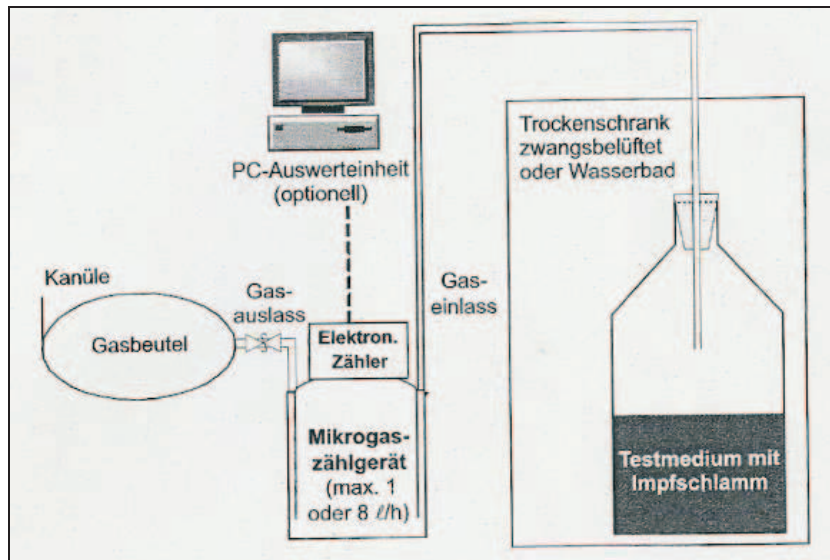 PC-Auswerteinheit
(optionell)
Trockenschrank
zwangsbelüftet
oder Wasserbad
Kanüle
Gas-
auslass
Gasbeutel
Elektron.
Zähler
Gas-
einlass
Mikrogas-
zählgerät
(max. 1
oder 8 ℓ/h)
Testmedium mit
Impfschlamm